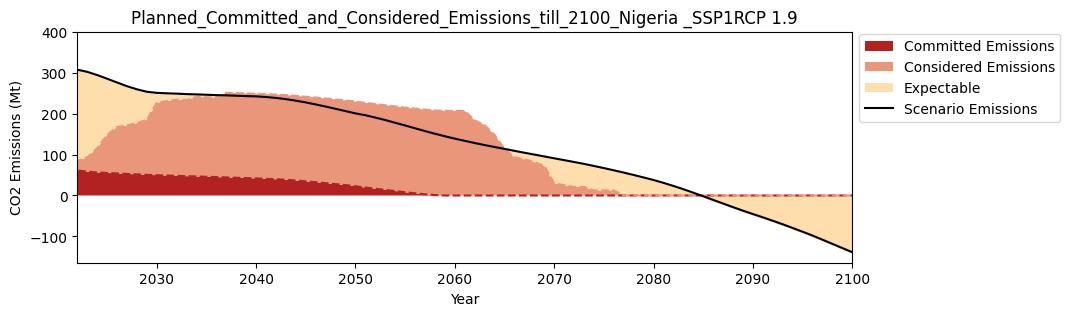 Planned_Committed_and_Considered_Emissions_till_2100_Nigeria _SSP1RCP 1.9
400
300
200
100
0
−100
CO2 Emissions (Mt)
2030 2040 2050 2060 2070 2080 2090 2100
Year
Committed Emissions
Considered Emissions
Expectable
Scenario Emissions